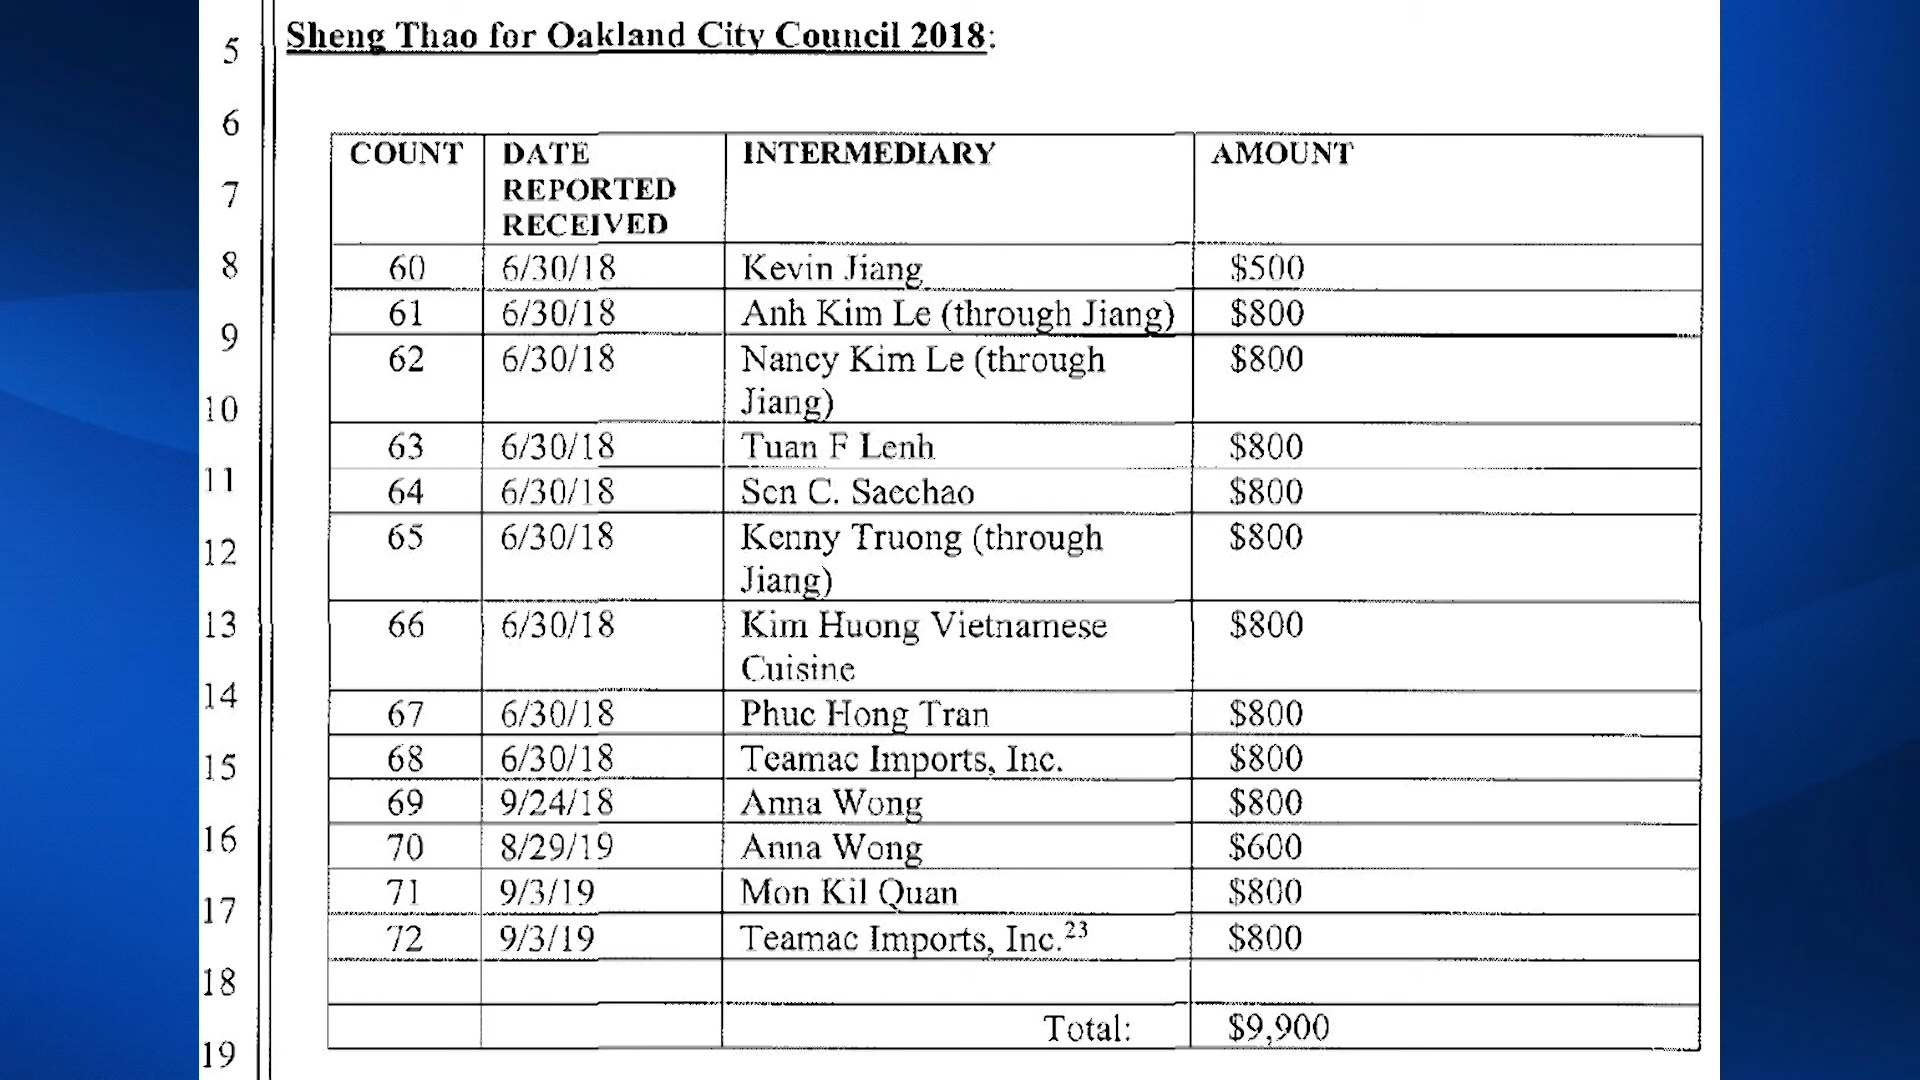 Sheng Thao for Oakland City Council 2018:
5
6
7
8
9
10
11
12
13
14
15
16
17
18
19
COUNT DATE REPORTED RECEIVED INTERMEDIARY AMOUNT
60 6/30/18 Kevin Jiang $500
61 6/30/18 Anh Kim Le (through Jiang) $800
62 6/30/18 Nancy Kim Le (through $800
Jiang)
63 6/30/18 Tuan F Lenh $800
64 6/30/18 Sen C. Saechao $800
65 6/30/18 Kenny Truong (through $800
Jiang)
66 6/30/18 Kim Huong Vietnamese $800
Cuisine
67 6/30/18 Phuc Hong Tran $800
68 6/30/18 Teamac Imports, Inc. $800
69 9/24/18 Anna Wong $800
70 8/29/19 Anna Wong $600
71 9/3/19 Mon Kil Quan $800
72 9/3/19 Teamac Imports, Inc.23 $800
Total: $9,900